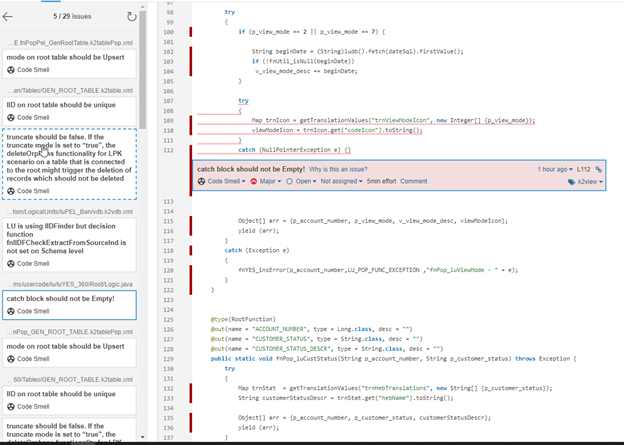 5 / 29 issues
...E.fnPopPel_GenRootTable.k2tablePop.xml
mode on root table should be Upsert
Code Smell
...an/Tables/GEN_ROOT_TABLE.k2table.xml
IID on root table should be unique
Code Smell
truncate should be false. If the
truncate mode is set to “true”, the
deleteOrphans functionality for LPK
scenario on a table that is connected
to the root might trigger the deletion of
records which should not be deleted
Code Smell
...tion/LogicalUnits/luPEL_Ban/vdb.k2vdb.xml
LU is using IIDFinder but decision
function
fnIIDFCheckExtractFromSourceInd is
not set on Schema level
Code Smell
...ms/usercode/lu/luYES_360/Root/Logic.java
catch block should not be Empty!
Code Smell
...nPop_GEN_ROOT_TABLE.k2tablePop.xml
mode on root table should be Upsert
Code Smell
...60/Tables/GEN_ROOT_TABLE.k2table.xml
IID on root table should be unique
Code Smell
truncate should be false. If the
truncate mode is set to “true”, the
deleteOrphans functionality for LPK
97
98 try
99 {
100 if (p_view_mode == 2 || p_view_mode == 7) {
101
102 String beginDate = (String)ludb().fetch(dateSql).firstValue();
103 if (!fnUtil_isNull(beginDate))
104 v_view_mode_desc += beginDate;
105 }
106
107 try
108 {
109 Map trnIcon = getTranslationValues("trnViewModeIcon", new Integer[] {p_view_mode});
110 viewModeIcon = trnIcon.get("codeIcon").toString();
111 }
112 catch (NullPointerException e) {}
catch block should not be Empty! Why is this an issue? 1 hour ago L112
Code Smell Major Open Not assigned 5min effort Comment k2view
113
114
115 Object[] arr = {p_account_number, p_view_mode, v_view_mode_desc, viewModeIcon};
116 yield (arr);
117 }
118 catch (Exception e)
119 {
120 fnYES_insError(p_account_number,LU_POP_FUNC_EXCEPTION ,"fnPop_luViewMode - " + e);
121 }
122 }
123
124
125 @type(RootFunction)
126 @out(name = "ACCOUNT_NUMBER", type = Long.class, desc = "")
127 @out(name = "CUSTOMER_STATUS", type = String.class, desc = "")
128 @out(name = "CUSTOMER_STATUS_DESCR", type = String.class, desc = "")
129 public static void fnPop_luCustStatus(String p_account_number, String p_customer_status) throws Exception {
130 try
131 {
132 Map trnStat = getTranslationValues("trnHebTranslations", new String[] {p_customer_status});
133 String customerStatusDescr = trnStat.get("hebName").toString();
134
135 Object[] arr = {p_account_number, p_customer_status, customerStatusDescr};
136 yield (arr);
137 }